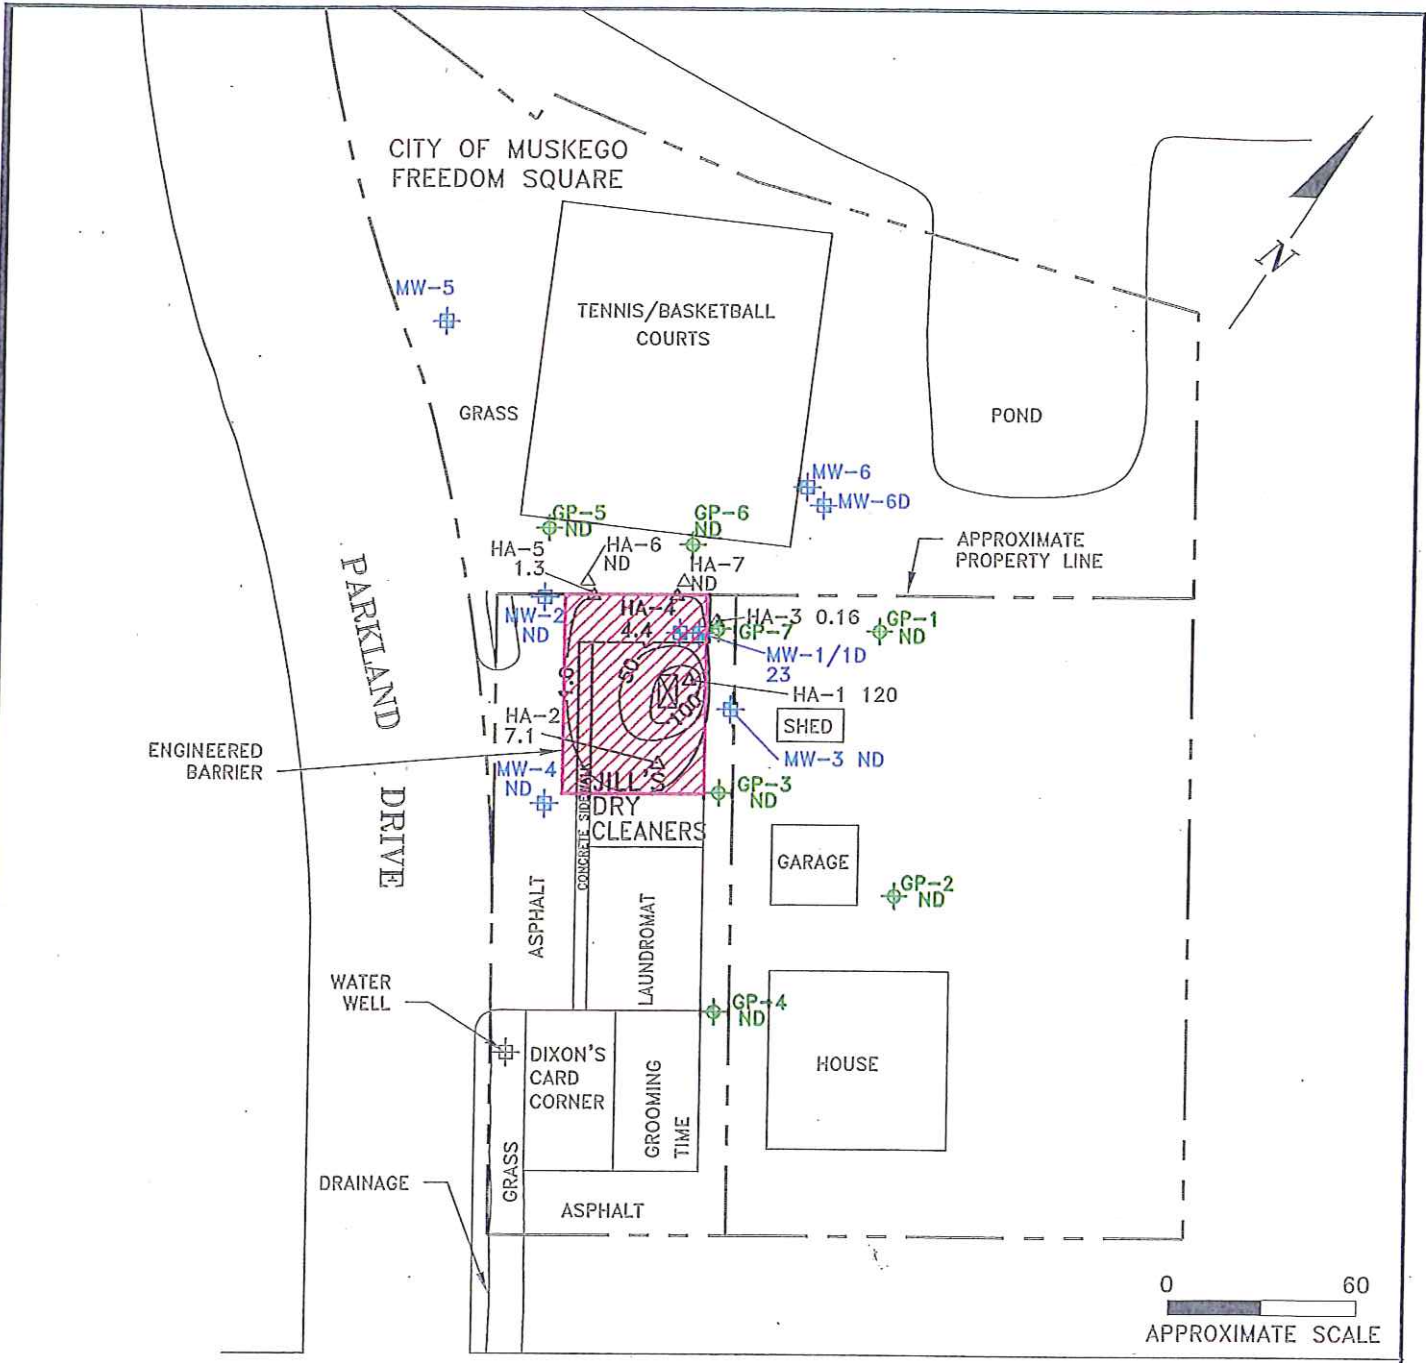 CITY OF MUSKEGO
FREEDOM SQUARE
N
MW-5
TENNIS/BASKETBALL
COURTS
GRASS
POND
MW-6
MW-6D
GP-5
ND
GP-6
ND
HA-5
1.3
HA-6
ND
HA-7
ND
APPROXIMATE
PROPERTY LINE
PARKLAND
DRIVE
MW-2
ND
HA-4
4.4
HA-3 0.16
GP-7
GP-1
ND
MW-1/1D
23
50
100
HA-1 120
HA-2
7.1
SHED
ENGINEERED
BARRIER
MW-3 ND
MW-4
ND
GP-3
ND
JILL'S
DRY
CLEANERS
CONCRETE SIDEWALK
GARAGE
GP-2
ND
ASPHALT
LAUNDROMAT
WATER
WELL
GP-4
ND
DIXON'S
CARD
CORNER
GROOMING
TIME
HOUSE
GRASS
DRAINAGE
ASPHALT
0 60
APPROXIMATE SCALE